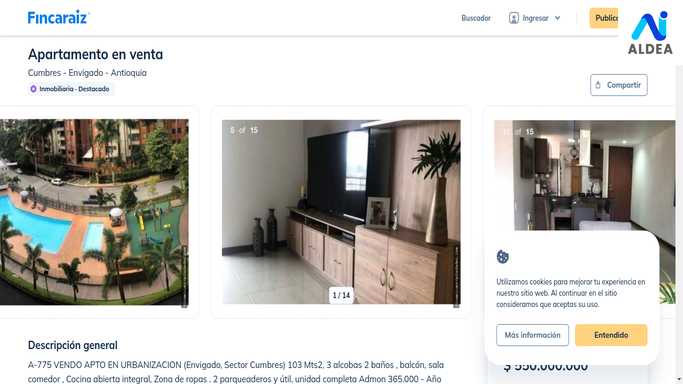 Fincaraiz
Buscador
Ingresar
Public
ALDEA
Apartamento en venta
Cumbres - Envigado - Antioquia
Inmobiliaria - Destacado
Compartir
of 15
15
1 / 14
Utilizamos cookies para mejorar tu experiencia en
nuestro sitio web. Al continuar en el sitio
consideramos que aceptas su uso.
Más información
Entendido
$ 550.000.000
Descripción general
A-775 VENDO APTO EN URBANIZACION (Envigado, Sector Cumbres) 103 Mts2, 3 alcobas 2 baños , balcón, sala
comedor , Cocina abierta integral, Zona de ropas . 2 parqueaderos y útil, unidad completa Admon 365.000 - Año